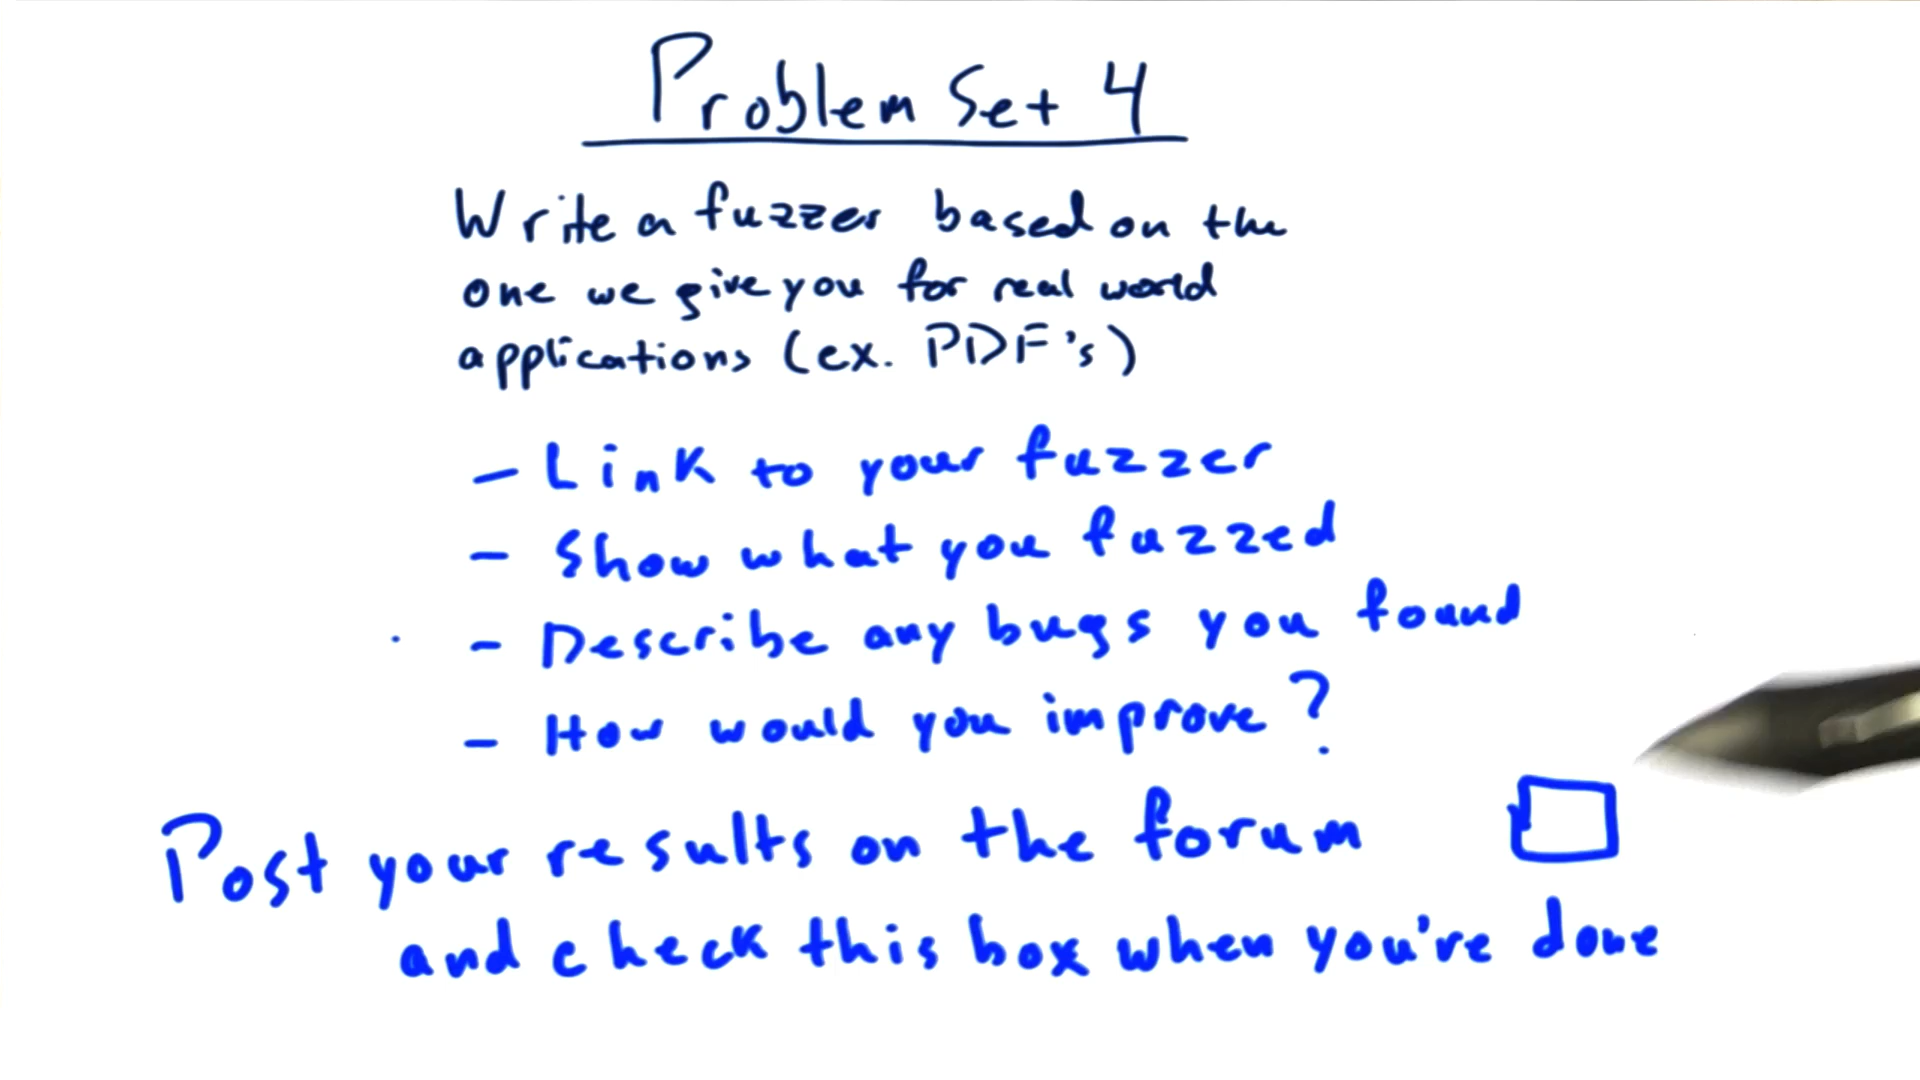 Problem Set 4
Write a fuzzer based on the
one we give you for real world
applications (ex. PDF's)
- Link to your fuzzer
- Show what you fuzzed
- Describe any bugs you found
- How would you improve?
Post your results on the forum
and check this box when you're done